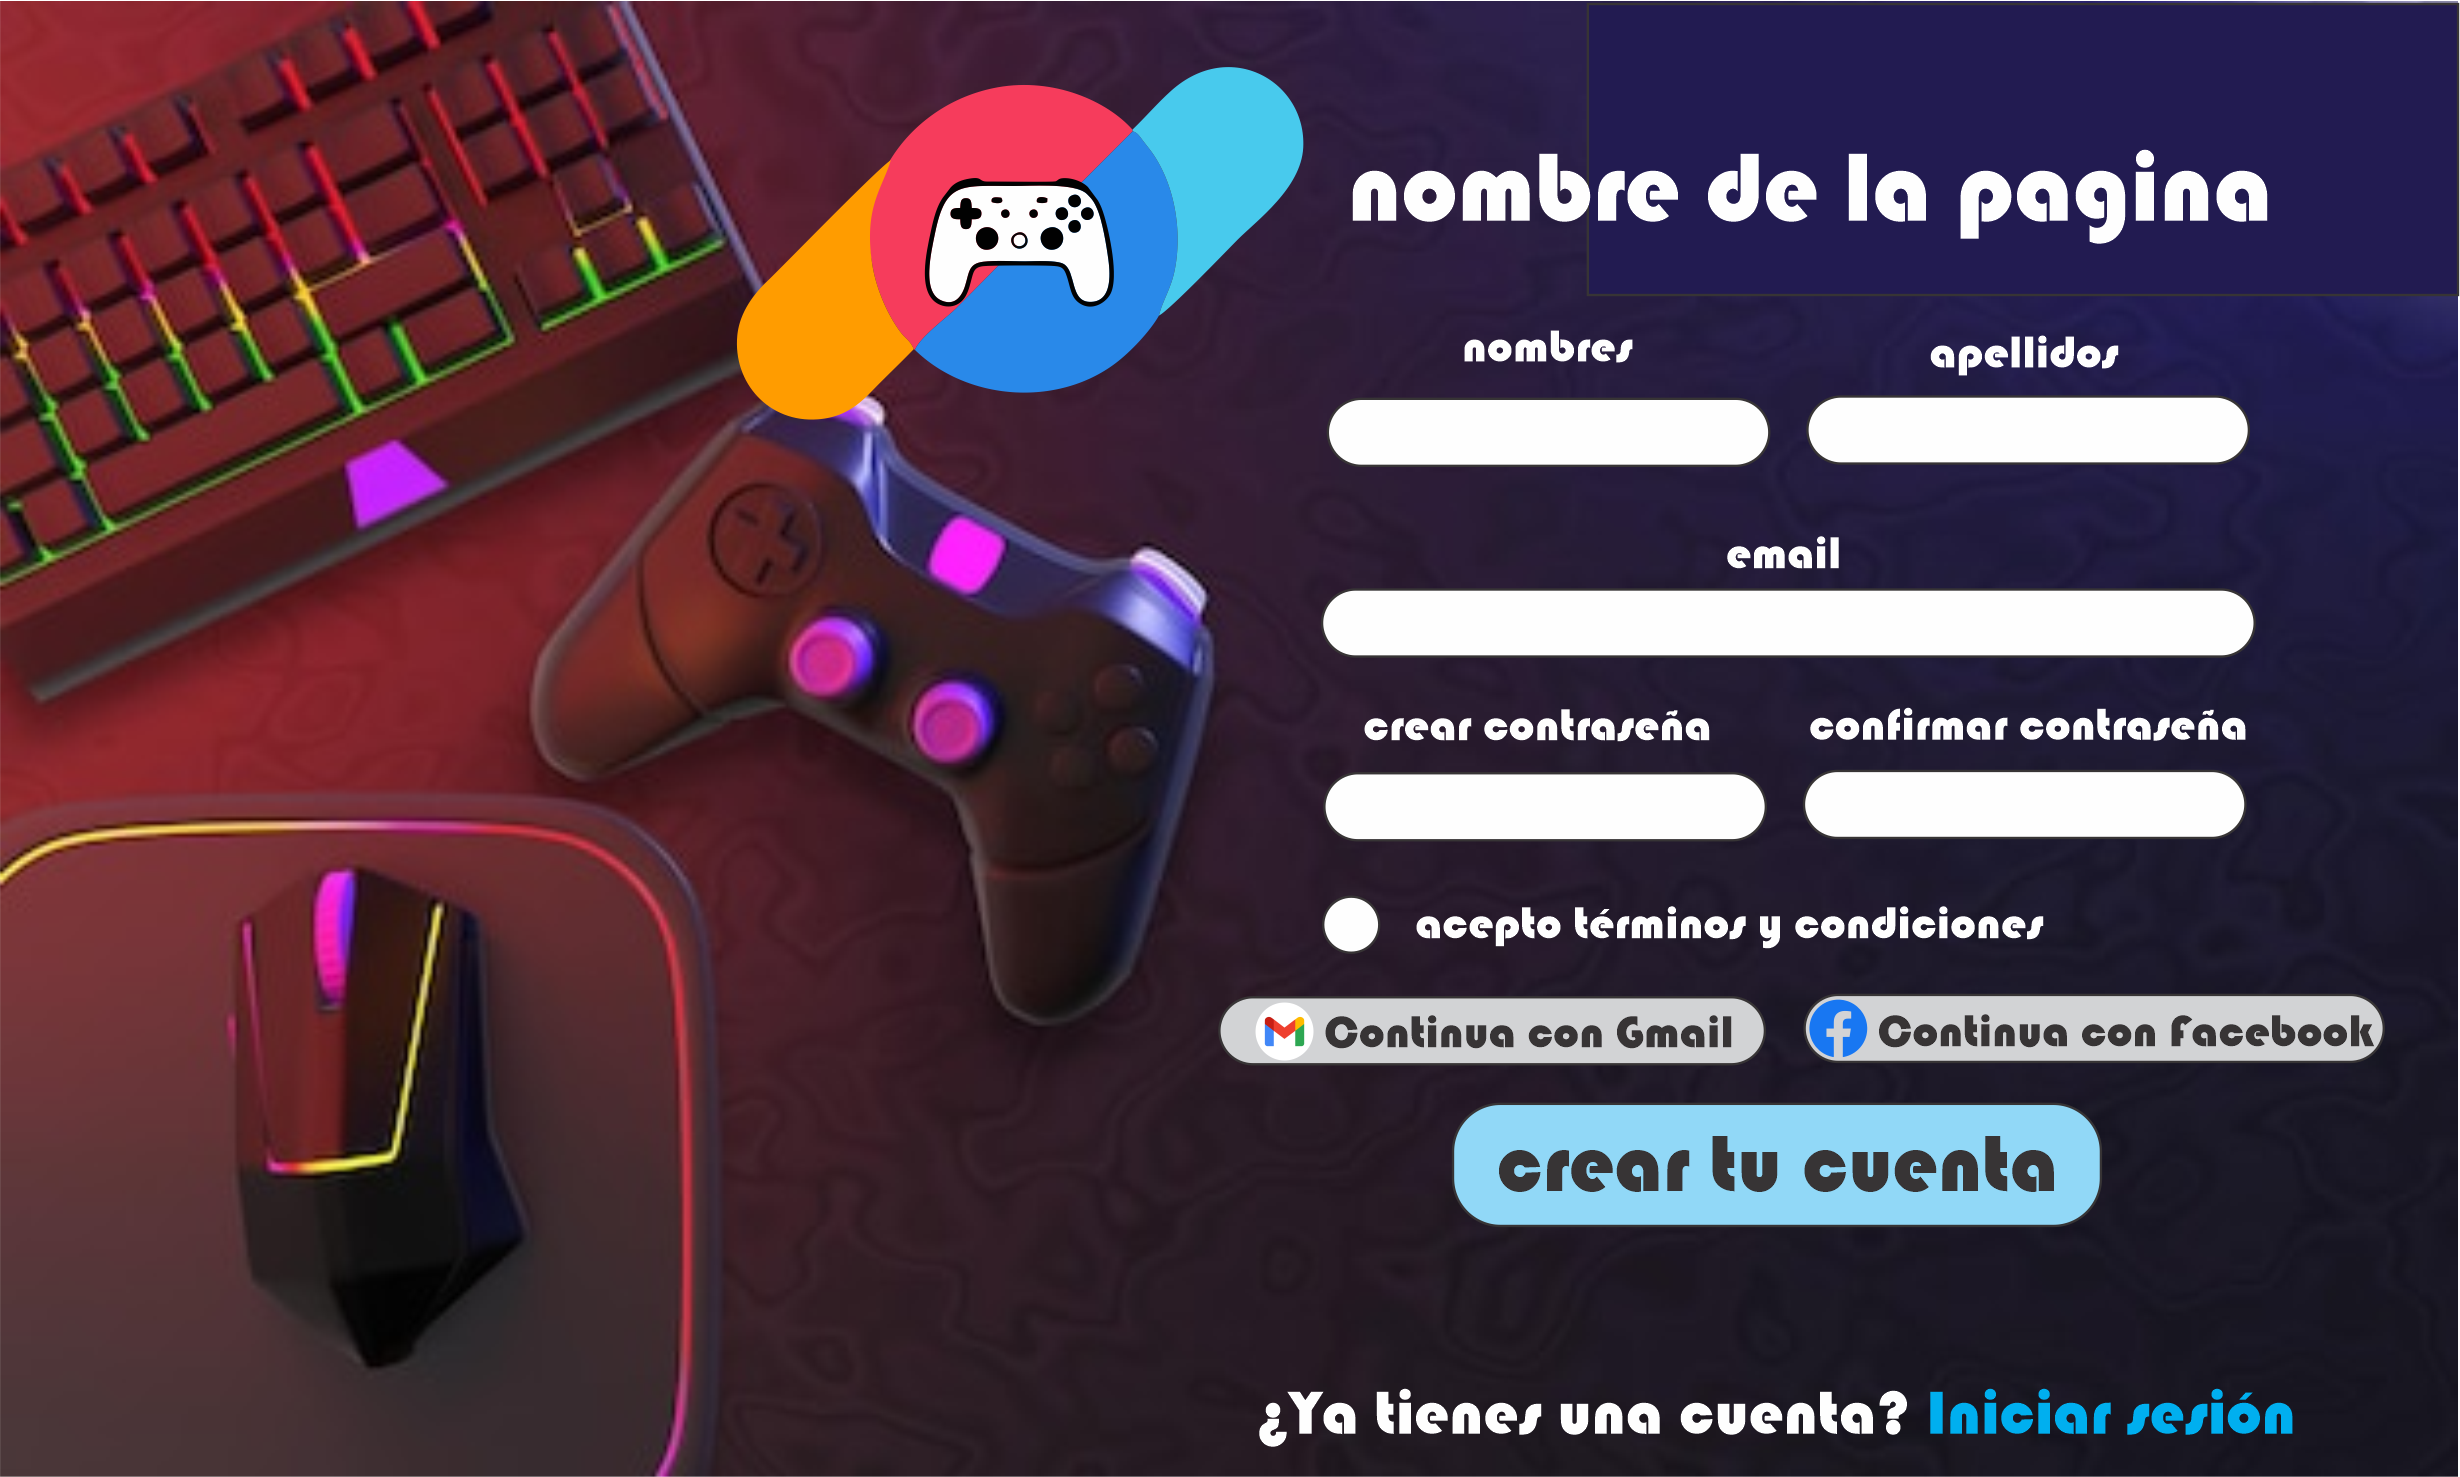 nombre de la pagina
nombres apellidos
email
crear contraseña confirmar contraseña
acepto términos y condiciones
Continua con Gmail Continua con Facebook
crear tu cuenta
¿Ya tienes una cuenta? Iniciar sesión